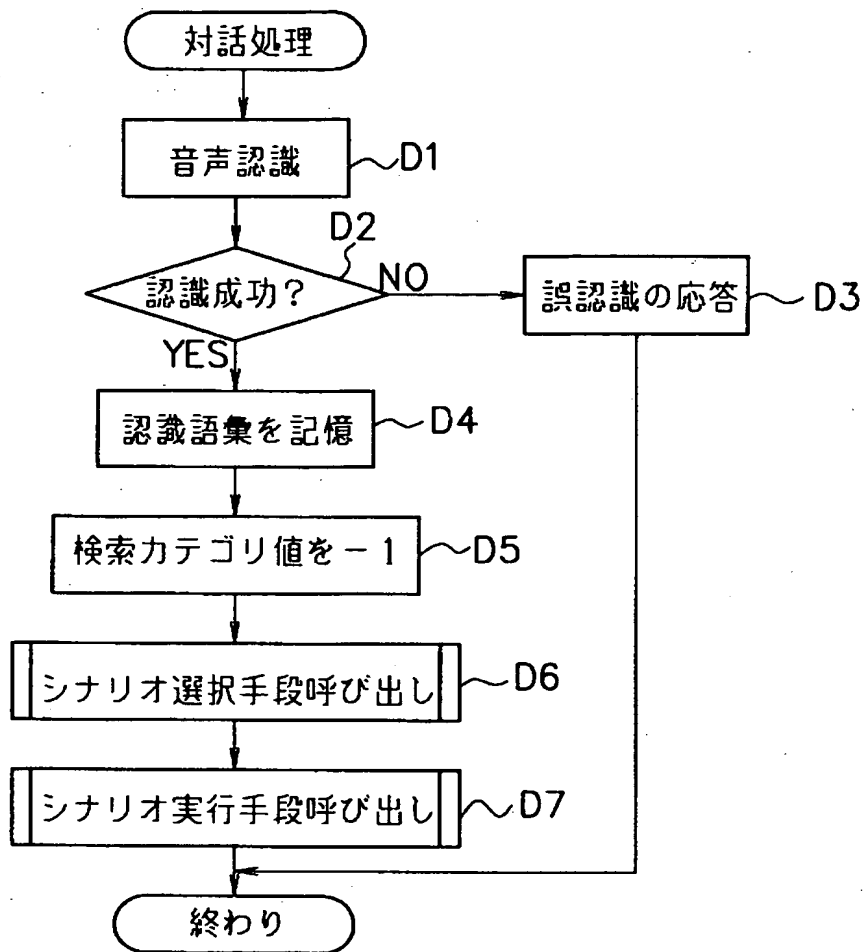 対話処理
音声認識
D1
D2
認識成功？
NO
誤認識の応答
D3
YES
認識語彙を記憶
D4
検索カテゴリ値を－１
D5
シナリオ選択手段呼び出し
D6
シナリオ実行手段呼び出し
D7
終わり